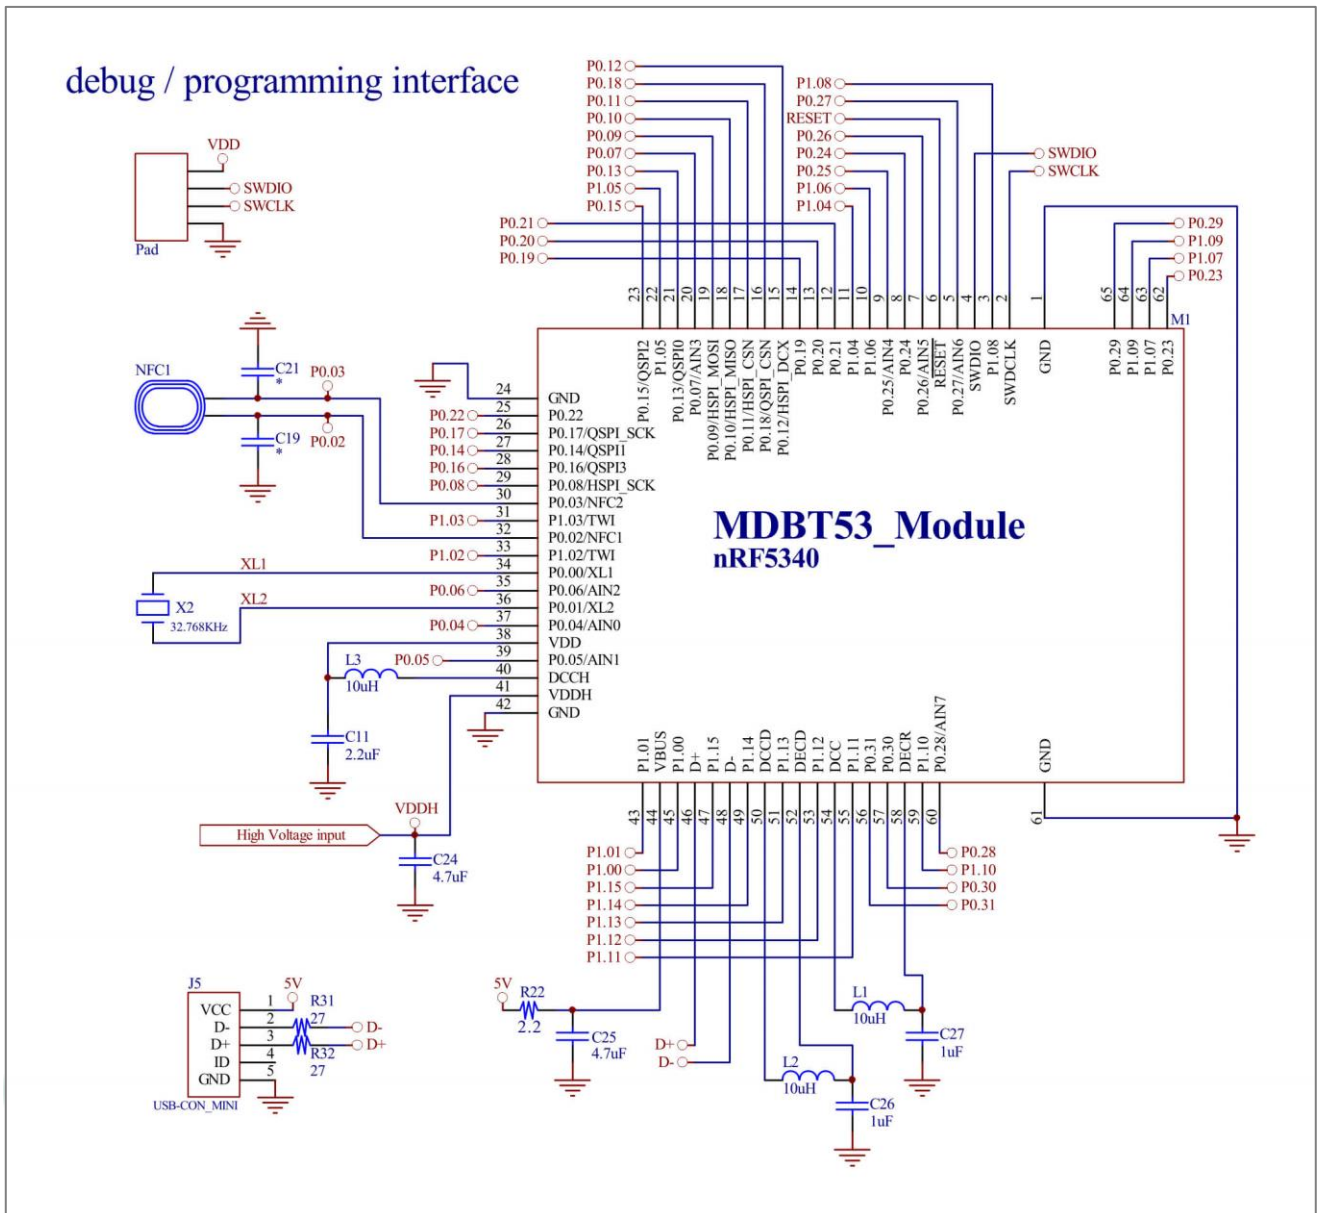 debug / programming interface
VDD
SWDIO
SWCLK
Pad
P0.12
P0.18
P0.11
P0.10
P0.09
P0.07
P0.13
P1.05
P0.15
P0.21
P0.20
P0.19
P1.08
P0.27
RESET
P0.26
P0.24
P0.25
P1.06
P1.04
SWDIO
SWCLK
P0.29
P1.09
P1.07
P0.23
23 22 21 20 19 18 17 16 15 14 13 12 11 10 9 8 7 6 5 4 3 2 1 65 64 63 62
M1
P0.15/QSPI2
P1.05
P0.13/QSPI0
P0.07/AIN3
P0.09/HSPI_MOSI
P0.10/HSPI_MISO
P0.11/HSPI_CSN
P0.18/QSPI_CSN
P0.12/HSPI_DCX
P0.19
P0.20
P0.21
P1.04
P1.06
P0.25/AIN4
P0.24
P0.26/AIN5
RESET
P0.27/AIN6
SWDIO
P1.08
SWDCLK
GND
P0.29
P1.09
P1.07
P0.23
NFC1
C21
*
P0.03
C19
*
P0.02
24 GND
P0.22 25 P0.22
P0.17 26 P0.17/QSPI_SCK
P0.14 27 P0.14/QSPI1
P0.16 28 P0.16/QSPI3
P0.08 29 P0.08/HSPI_SCK
30 P0.03/NFC2
P1.03 31 P1.03/TWI
32 P0.02/NFC1
P1.02 33 P1.02/TWI
XL1 34 P0.00/XL1
P0.06 35 P0.06/AIN2
XL2 36 P0.01/XL2
P0.04 37 P0.04/AIN0
38 VDD
P0.05 39 P0.05/AIN1
40 DCCH
41 VDDH
42 GND
X2
32.768KHz
L3
10uH
C11
2.2uF
MDBT53_Module
nRF5340
P1.01
VBUS
P1.00
D+
P1.15
D-
P1.14
DCCD
P1.13
DECD
P1.12
DCC
P1.11
P0.31
P0.30
DECR
P1.10
P0.28/AIN7
GND
43 44 45 46 47 48 49 50 51 52 53 54 55 56 57 58 59 60 61
VDDH
High Voltage input
C24
4.7uF
P1.01
P1.00
P1.15
P1.14
P1.13
P1.12
P1.11
P0.28
P1.10
P0.30
P0.31
J5
VCC 1 5V
D- 2 R31 27 D-
D+ 3 R32 27 D+
ID 4
GND 5
USB-CON_MINI
5V
R22
2.2
C25
4.7uF
D+
D-
L1
10uH
C27
1uF
L2
10uH
C26
1uF